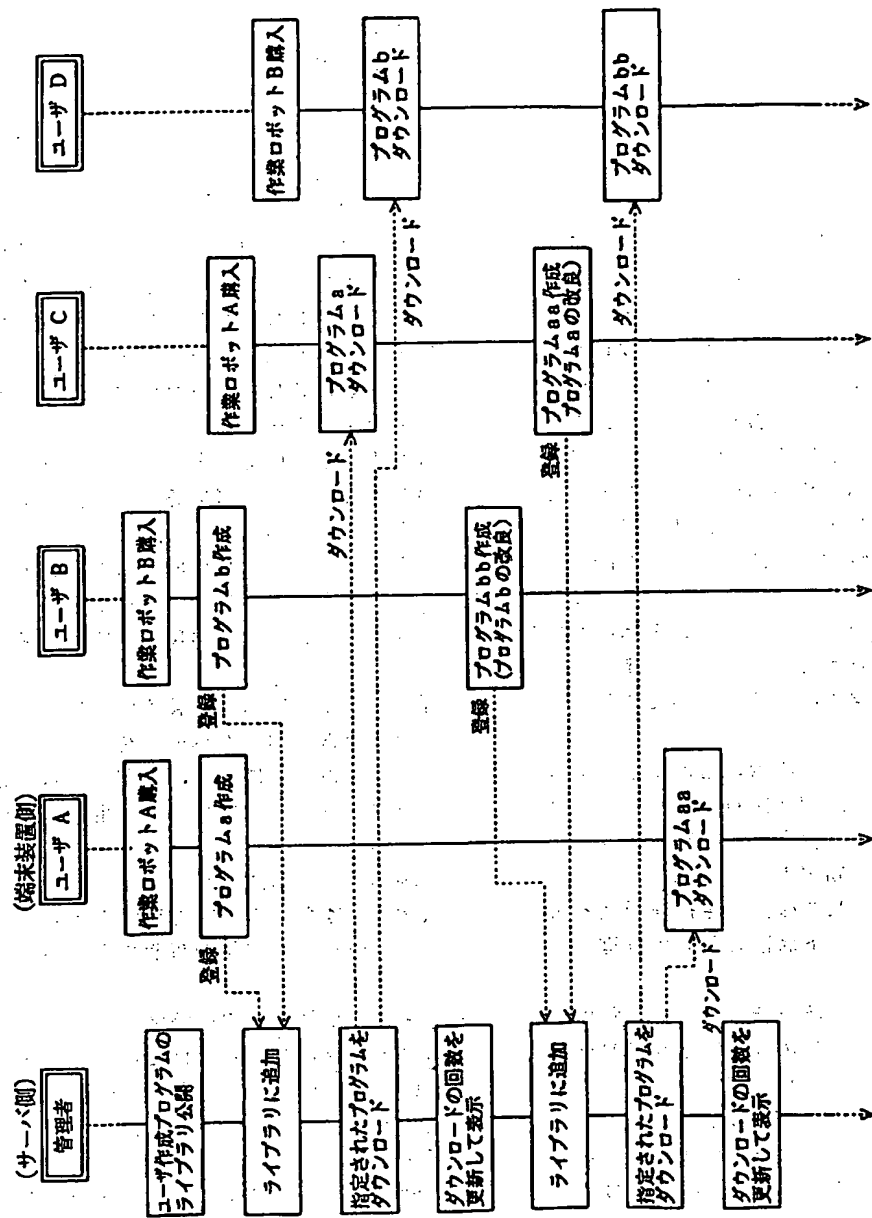 (サーバ側)
管理者
ユーザ作成プログラムの
ライブラリ公開
ライブラリに追加
指定されたプログラムを
ダウンロード
ダウンロードの回数を
更新して表示
ライブラリに追加
指定されたプログラムを
ダウンロード
ダウンロードの回数を
更新して表示
(端末装置側)
ユーザ A
作業ロボットA購入
プログラムa作成
登録
プログラムaa
ダウンロード
ダウンロード
ユーザ B
作業ロボットB購入
プログラムb作成
登録
プログラムbb作成
(プログラムbの改良)
登録
ユーザ C
作業ロボットA購入
プログラムa
ダウンロード
ダウンロード
プログラムaa作成
プログラムaの改良)
登録
ユーザ D
作業ロボットB購入
プログラムb
ダウンロード
ダウンロード
プログラムbb
ダウンロード
ダウンロード